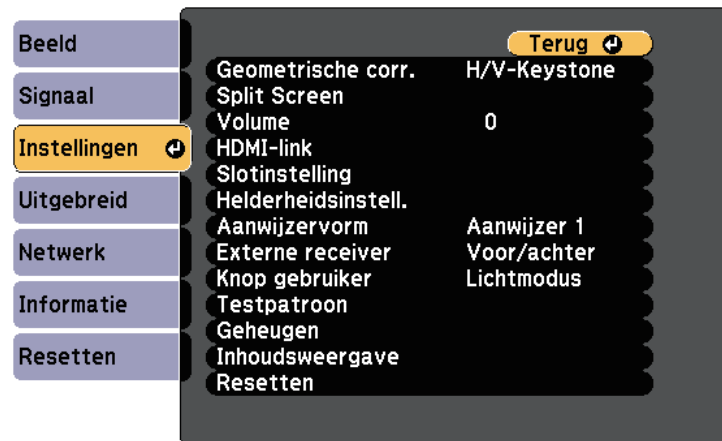 Beeld
Signaal
Instellingen
Uitgebreid
Netwerk
Informatie
Resetten
Terug
Geometrische corr. H/V-Keystone
Split Screen
Volume 0
HDMI-link
Slotinstelling
Helderheidsinstell.
Aanwijzervorm Aanwijzer 1
Externe receiver Voor/achter
Knop gebruiker Lichtmodus
Testpatroon
Geheugen
Inhoudsweergave
Resetten